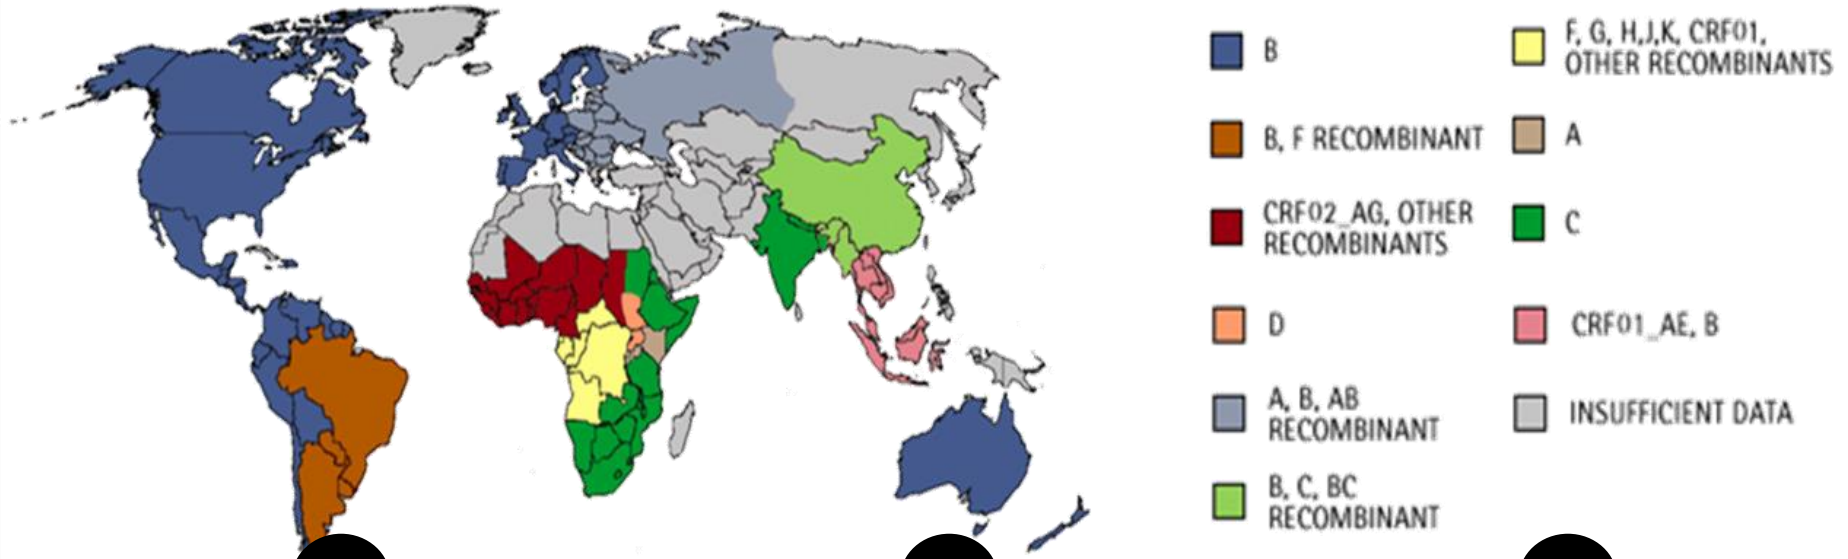 B
B, F RECOMBINANT
CRF02_AG, OTHER
RECOMBINANTS
D
A, B, AB
RECOMBINANT
B, C, BC
RECOMBINANT
F, G, H,J,K, CRF01,
OTHER RECOMBINANTS
A
C
CRF01_AE, B
INSUFFICIENT DATA